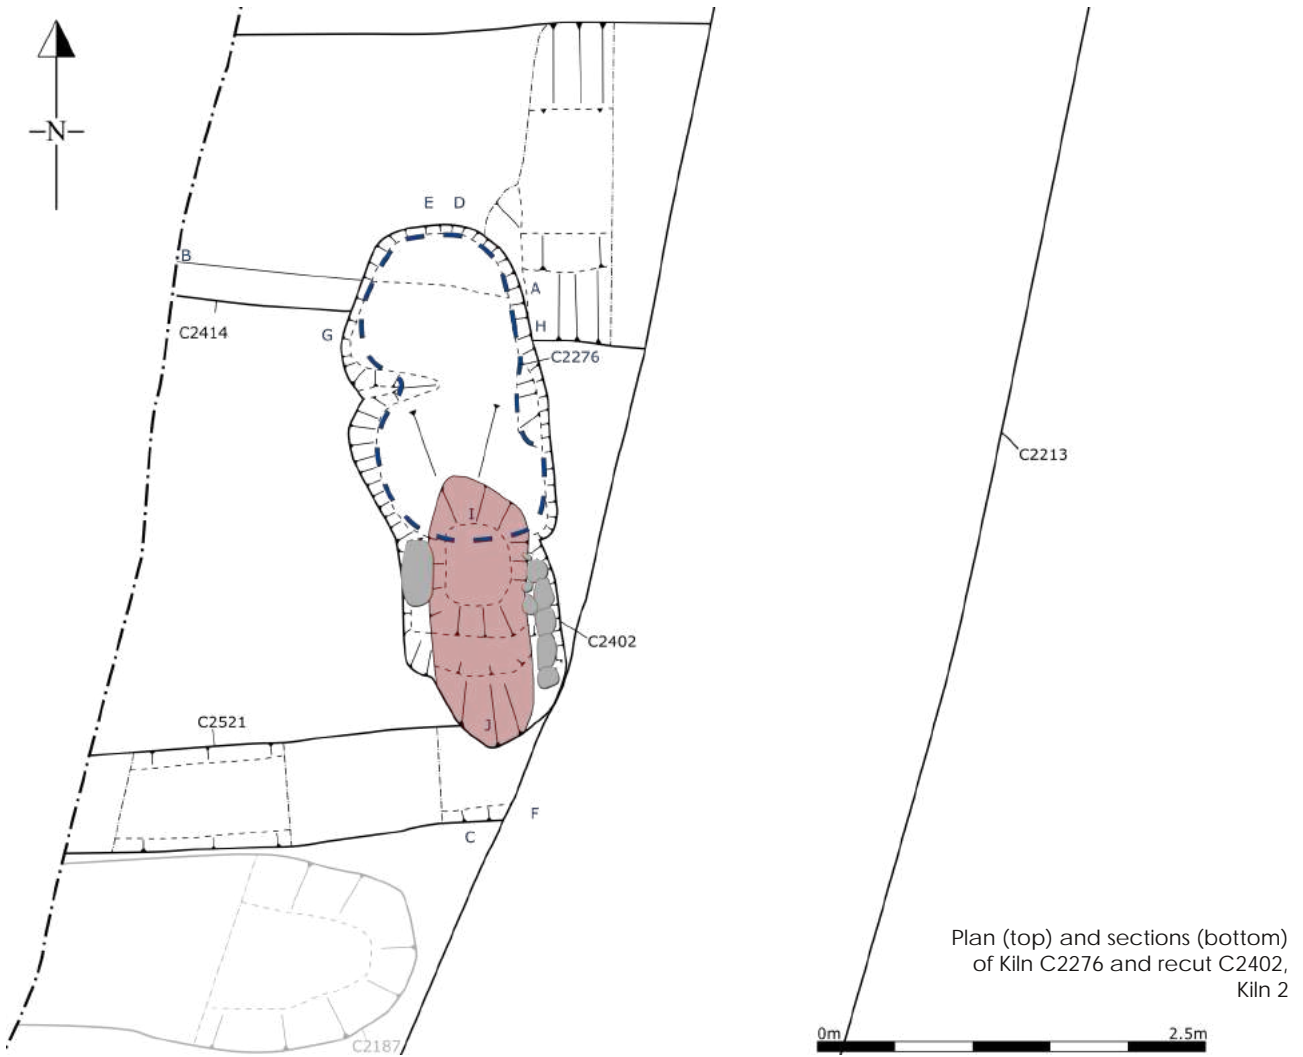 N
E D
B
A
C2414
G
H
C2276
C2213
I
C2402
C2521
J
F
C
Plan (top) and sections (bottom)
of Kiln C2276 and recut C2402,
Kiln 2
0m 2.5m
C2187